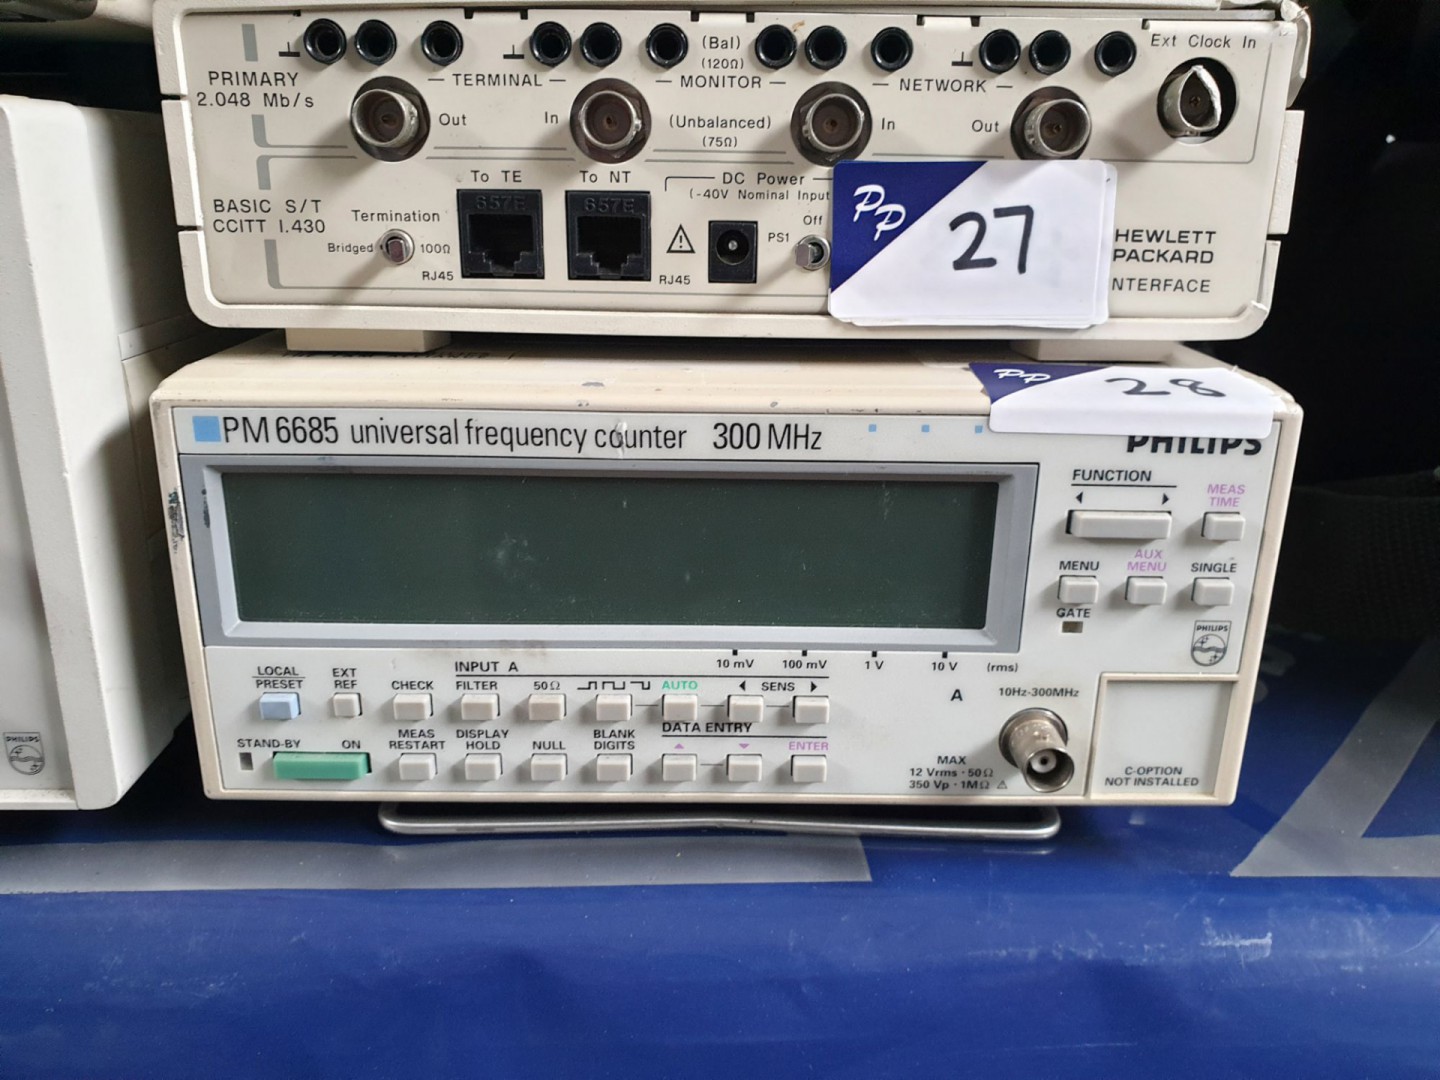 (Bal)
(120Ω)
Ext Clock In
PRIMARY
2.048 Mb/s
TERMINAL
MONITOR
NETWORK
Out
In
(Unbalanced)
(75Ω)
In
Out
To TE
To NT
DC Power
(-40V Nominal Input
657E
657E
BASIC S/T
CCITT I.430
Termination
Bridged
100Ω
RJ45
RJ45
PS1
Off
PP
27
HEWLETT
PACKARD
NTERFACE
PP
28
PM 6685 universal frequency counter 300 MHz
PHILIPS
FUNCTION
MEAS
TIME
MENU
AUX
MENU
SINGLE
GATE
PHILIPS
10 mV
100 mV
1 V
10 V
(rms)
LOCAL
PRESET
EXT
REF
CHECK
INPUT A
FILTER
50Ω
AUTO
SENS
A
10Hz-300MHz
STAND-BY
ON
MEAS
RESTART
DISPLAY
HOLD
NULL
BLANK
DIGITS
DATA ENTRY
ENTER
MAX
12 Vrms · 50Ω
350 Vp · 1MΩ
C-OPTION
NOT INSTALLED
PHILIPS